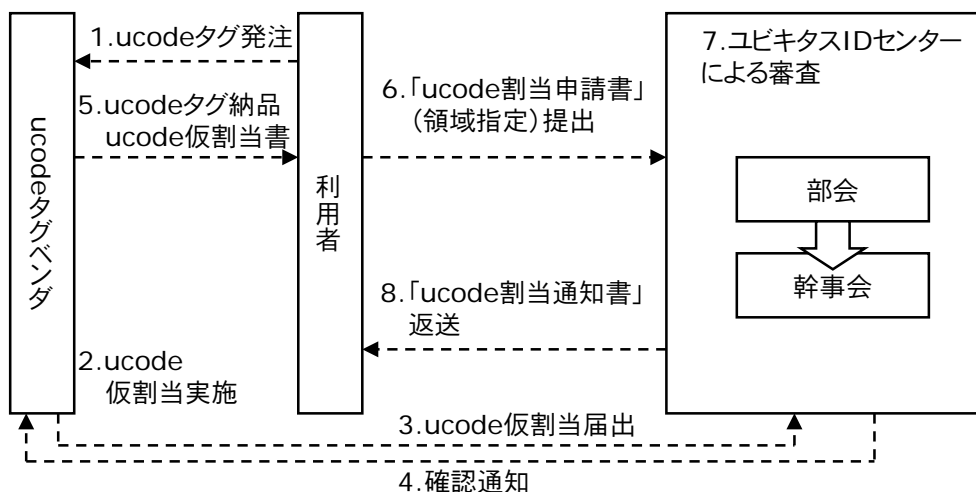 1.ucodeタグ発注
5.ucodeタグ納品
ucode仮割当書
ucodeタグベンダ
2.ucode
仮割当実施
利用者
6.「ucode割当申請書」
(領域指定)提出
8.「ucode割当通知書」
返送
7.ユビキタスIDセンター
による審査
部会
幹事会
3.ucode仮割当届出
4.確認通知